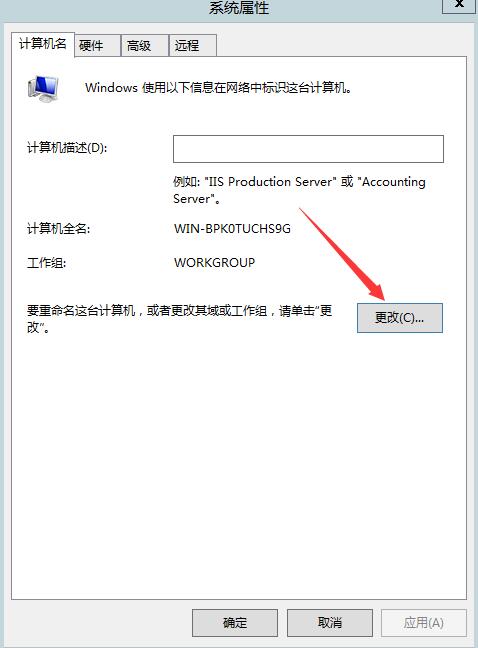 系统属性
x
计算机名 硬件 高级 远程
Windows 使用以下信息在网络中标识这台计算机。
计算机描述(D):
例如: "IIS Production Server" 或 "Accounting
Server"。
计算机全名: WIN-BPK0TUCHS9G
工作组: WORKGROUP
要重命名这台计算机，或者更改其域或工作组，请单击"更
改"。
更改(C)...
确定 取消 应用(A)